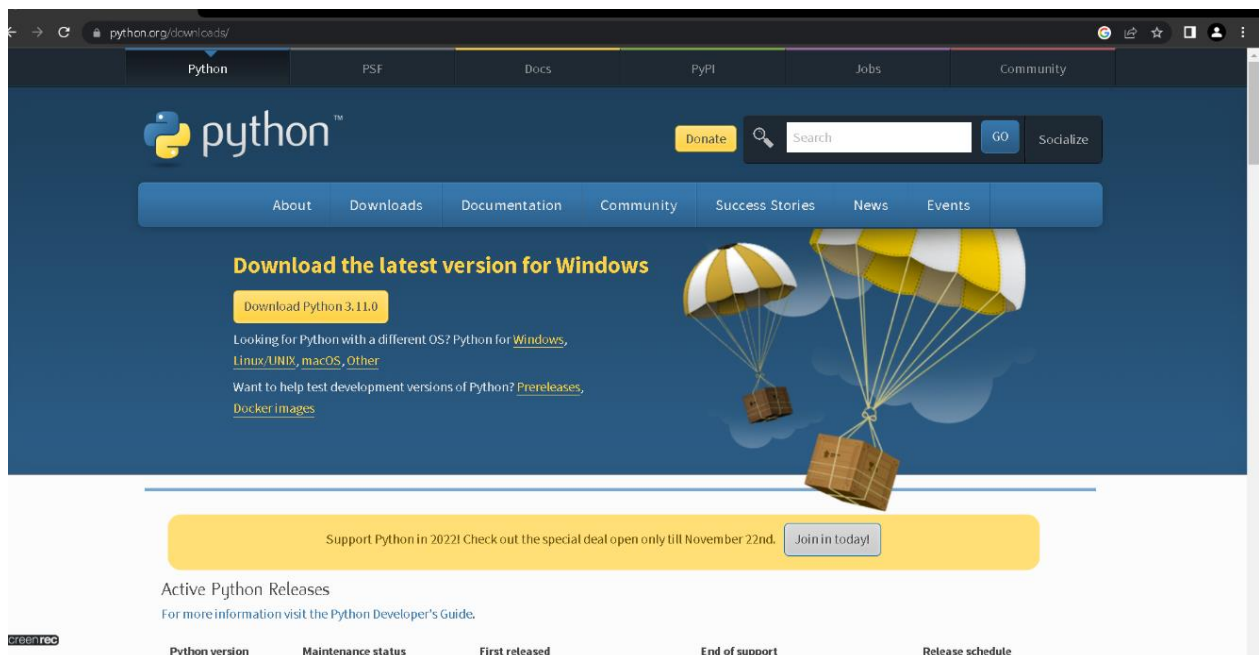 python.org/downloads/
Python PSF Docs PyPI Jobs Community
python™
Donate Search GO Socialize
About Downloads Documentation Community Success Stories News Events
Download the latest version for Windows
Download Python 3.11.0
Looking for Python with a different OS? Python for Windows,
Linux/UNIX, macOS, Other
Want to help test development versions of Python? Prereleases,
Docker images
Support Python in 2022! Check out the special deal open only till November 22nd. Join in today!
Active Python Releases
For more information visit the Python Developer's Guide.
creenrec
Python version Maintenance status First released End of support Release schedule